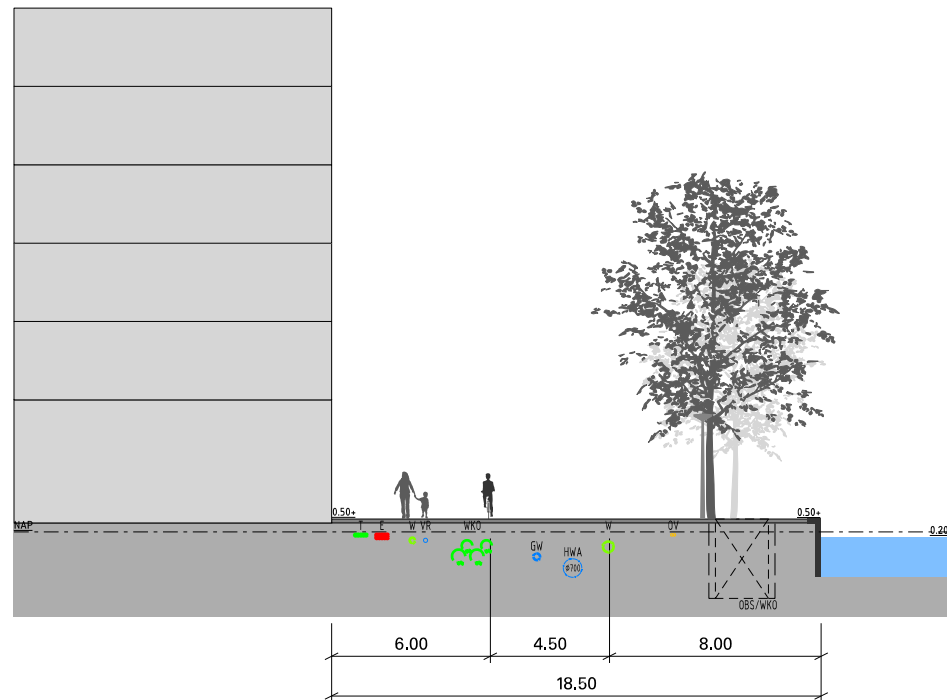 0.50+
0.50+
NAP
T
E
W
VR
WKO
W
OV
0.20
GW
HWA
Φ700
OBS/WKO
6.00
4.50
8.00
18.50